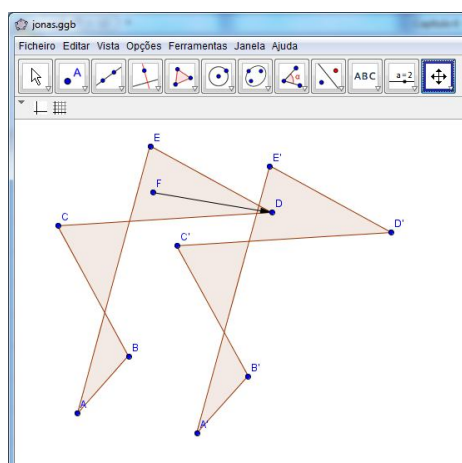 jonas.ggb
Ficheiro Editar Vista Opções Ferramentas Janela Ajuda
A
α
ABC
a=2
E
E'
F
D
C
D'
C'
B
B'
A
A'